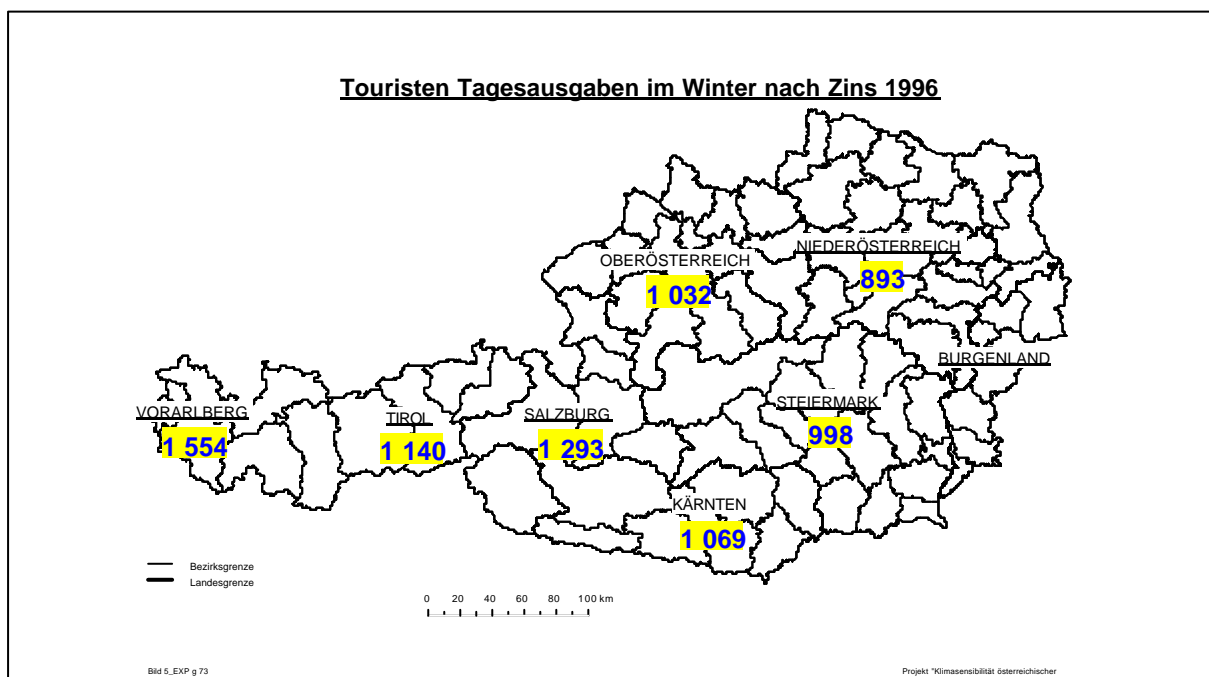 Touristen Tagesausgaben im Winter nach Zins 1996
NIEDERÖSTERREICH
893
OBERÖSTERREICH
1 032
BURGENLAND
VORARLBERG
1 554
TIROL
1 140
SALZBURG
1 293
STEIERMARK
998
KÄRNTEN
1 069
Bezirksgrenze
Landesgrenze
0 20 40 60 80 100 km
Bild 5_EXP g 73
Projekt "Klimasensibilität österreichischer